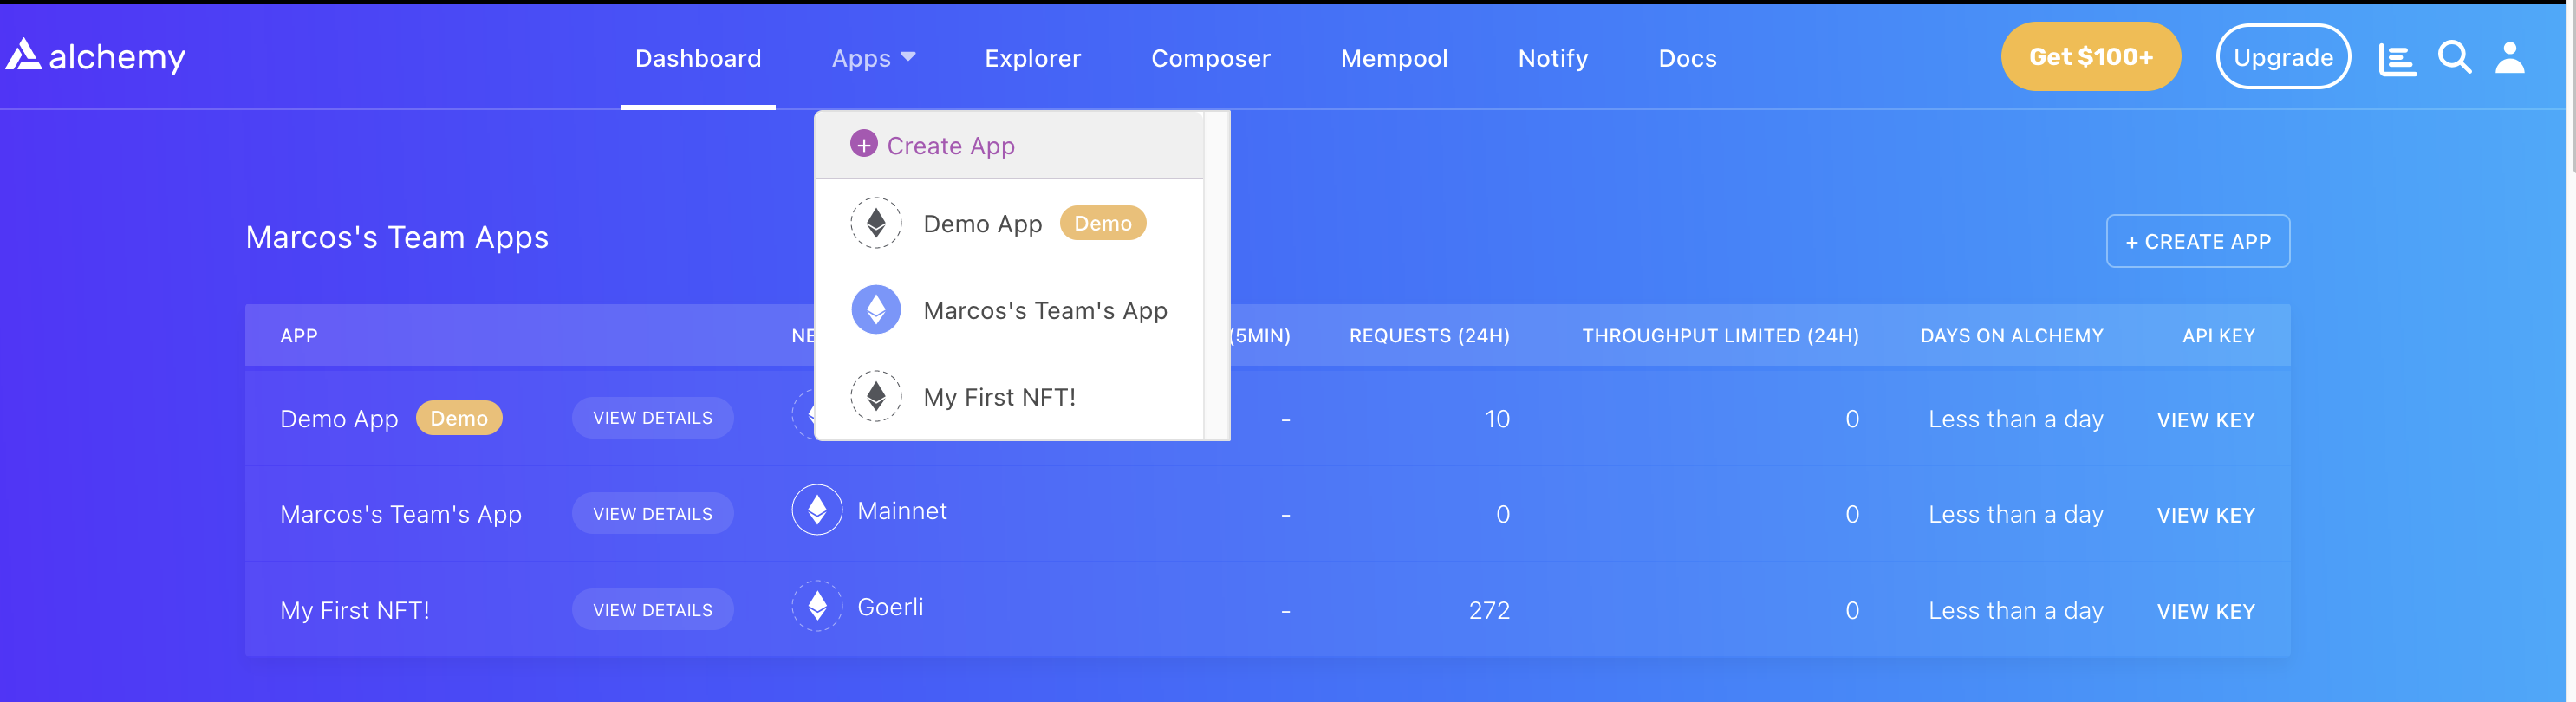 alchemy
Dashboard Apps Explorer Composer Mempool Notify Docs Get $100+ Upgrade
+ Create App
Demo App Demo
Marcos's Team's App
My First NFT!
Marcos's Team Apps
+ CREATE APP
APP NE (5MIN) REQUESTS (24H) THROUGHPUT LIMITED (24H) DAYS ON ALCHEMY API KEY
Demo App Demo VIEW DETAILS - 10 0 Less than a day VIEW KEY
Marcos's Team's App VIEW DETAILS Mainnet - 0 0 Less than a day VIEW KEY
My First NFT! VIEW DETAILS Goerli - 272 0 Less than a day VIEW KEY